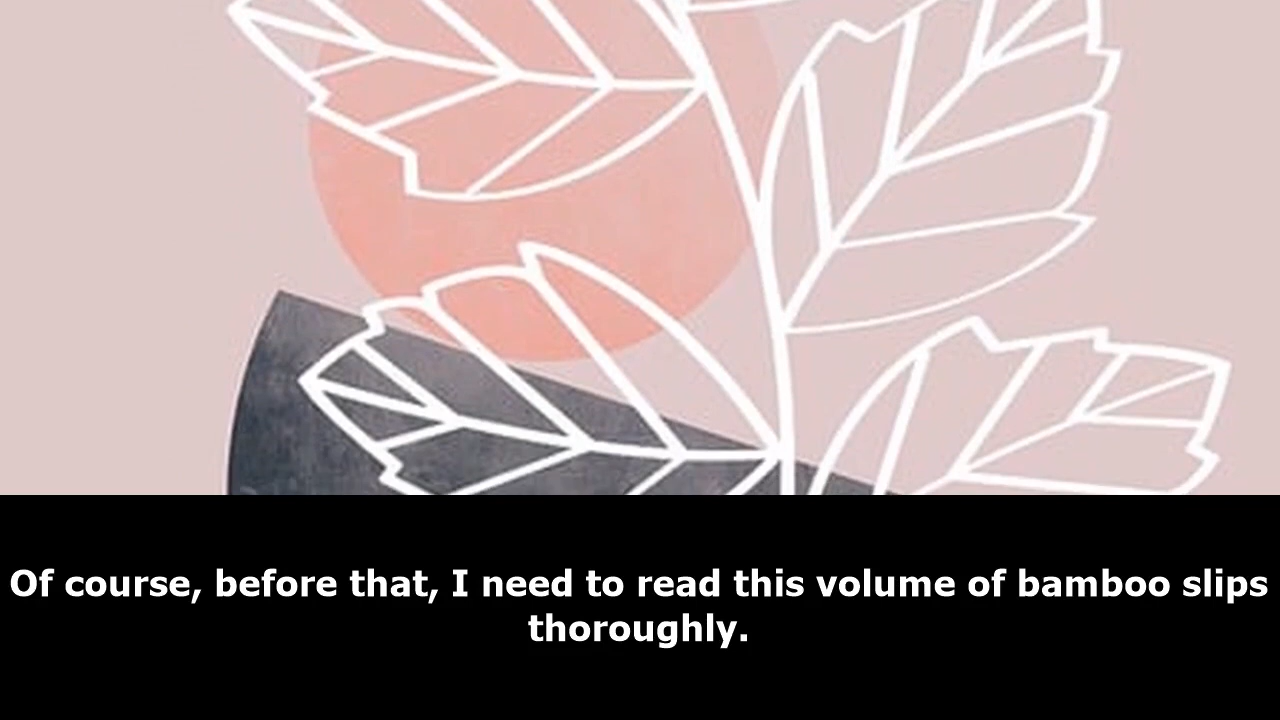 Of course, before that, I need to read this volume of bamboo slips
thoroughly.